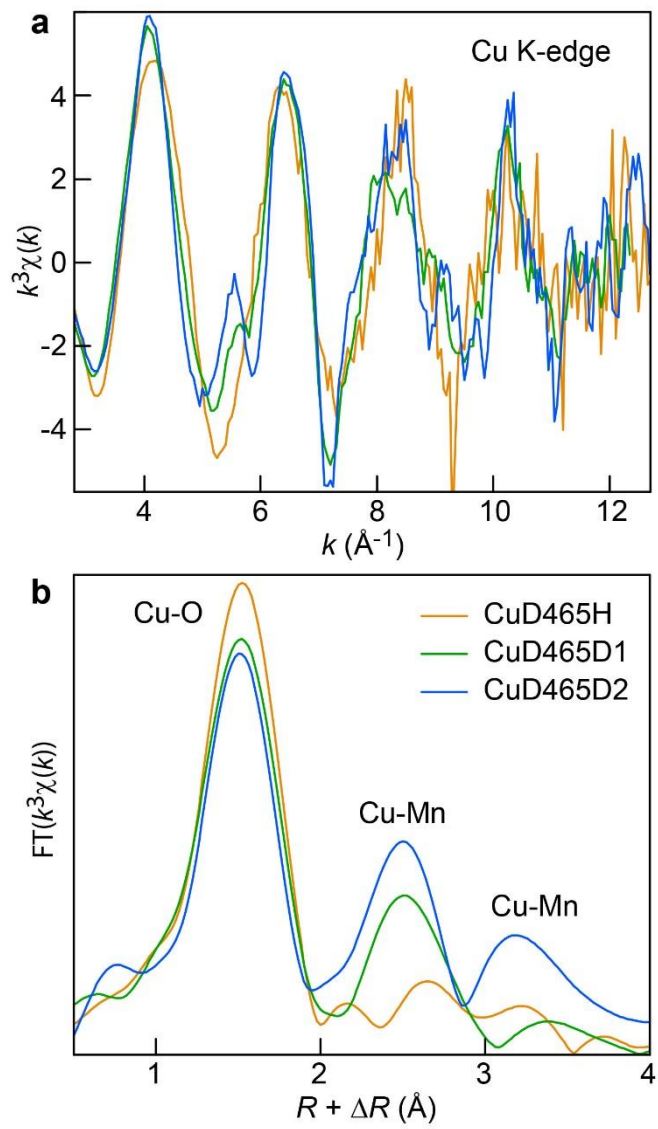 a
Cu K-edge
4
2
0
-2
-4
k³χ(k)
4 6 8 10 12
k (Å⁻¹)
b
Cu-O
CuD465H
CuD465D1
CuD465D2
Cu-Mn
Cu-Mn
FT(k³χ(k))
1 2 3 4
R + ΔR (Å)